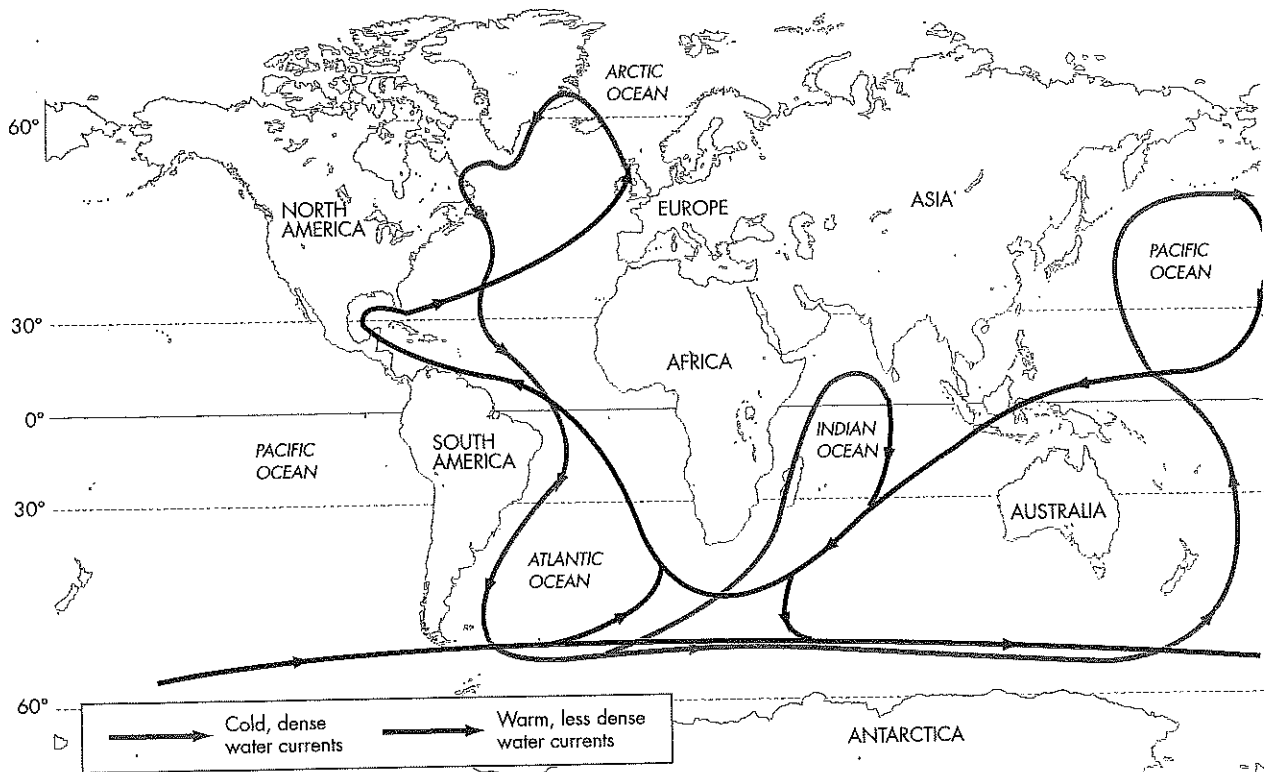 ARCTIC
OCEAN
60°
NORTH
AMERICA
EUROPE
ASIA
PACIFIC
OCEAN
30°
AFRICA
0°
PACIFIC
OCEAN
SOUTH
AMERICA
INDIAN
OCEAN
30°
AUSTRALIA
ATLANTIC
OCEAN
60°
Cold, dense
water currents
Warm, less dense
water currents
ANTARCTICA